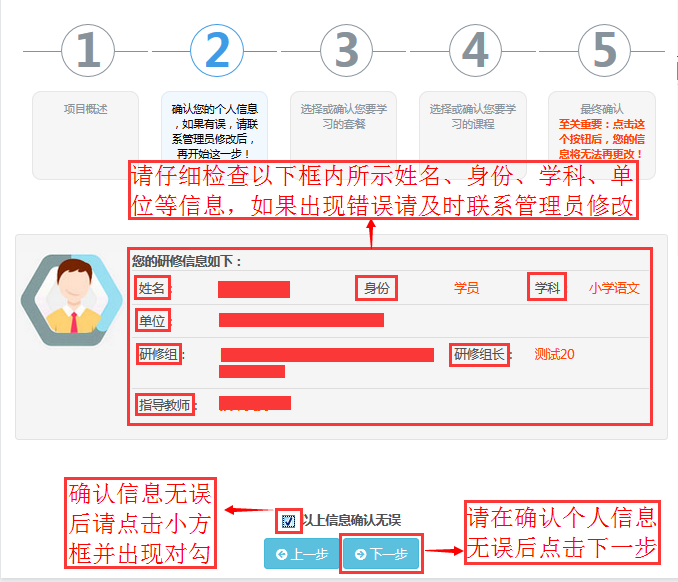 1
2
3
4
5
项目概述
确认您的个人信息
，如果有误，请联
系管理员修改后，
再开始这一步！
选择或确认您要学
习的套餐
选择或确认您要学
习的课程
最终确认
至关重要：点击这
个按钮后，您的信
息将无法再更改！
请仔细检查以下框内所示姓名、身份、学科、单
位等信息，如果出现错误请及时联系管理员修改
您的研修信息如下：
姓名： 身份 学员 学科 小学语文
单位：
研修组： 研修组长： 测试20
指导教师：
确认信息无误
后请点击小方
框并出现对勾
以上信息确认无误
上一步
下一步
请在确认个人信息
无误后点击下一步